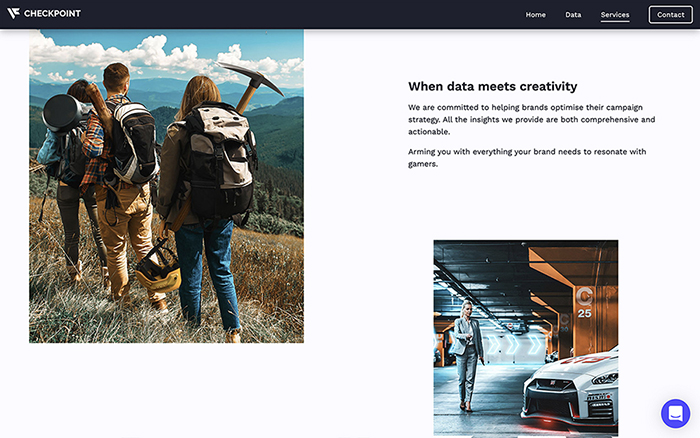 CHECKPOINT
Home
Data
Services
Contact
When data meets creativity
We are committed to helping brands optimise their campaign
strategy. All the insights we provide are both comprehensive and
actionable.
Arming you with everything your brand needs to resonate with
gamers.
C
25
nismo